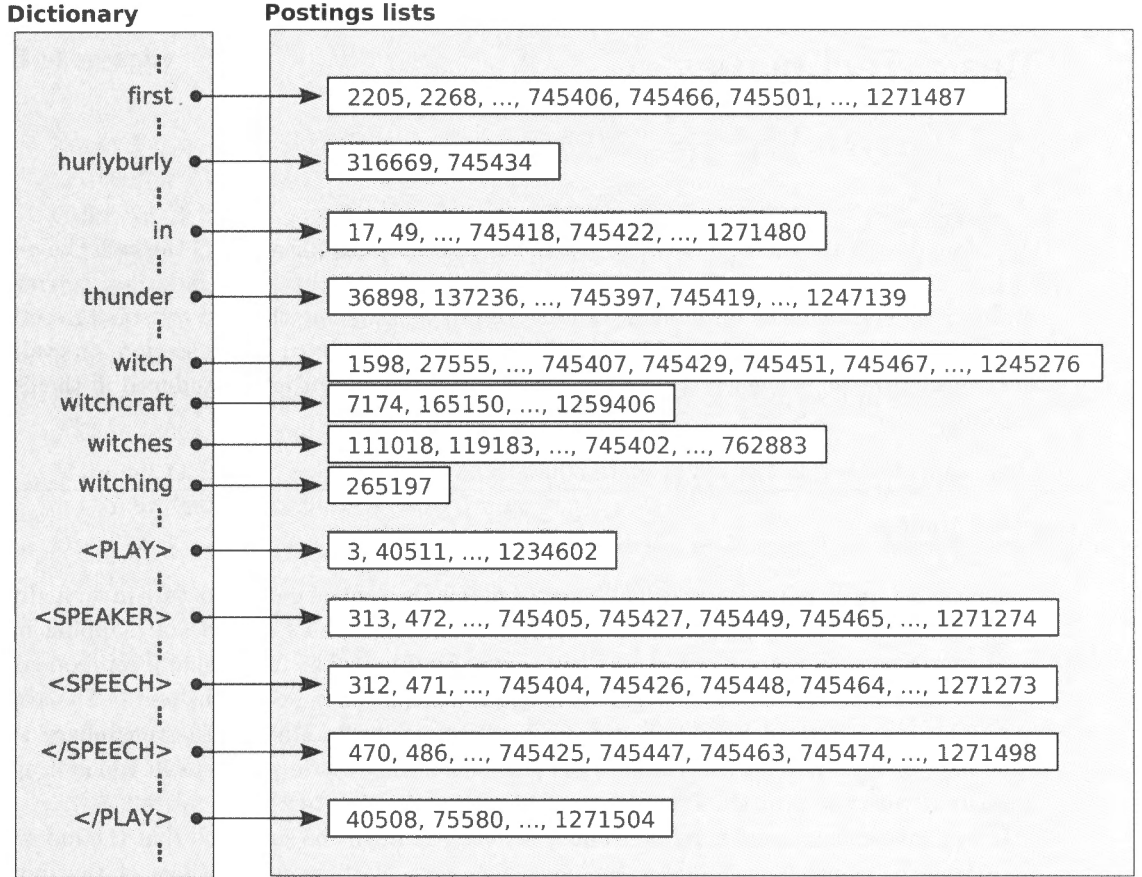 Dictionary Postings lists
first 2205, 2268, ..., 745406, 745466, 745501, ..., 1271487
hurlyburly 316669, 745434
in 17, 49, ..., 745418, 745422, ..., 1271480
thunder 36898, 137236, ..., 745397, 745419, ..., 1247139
witch 1598, 27555, ..., 745407, 745429, 745451, 745467, ..., 1245276
witchcraft 7174, 165150, ..., 1259406
witches 111018, 119183, ..., 745402, ..., 762883
witching 265197
<PLAY> 3, 40511, ..., 1234602
<SPEAKER> 313, 472, ..., 745405, 745427, 745449, 745465, ..., 1271274
<SPEECH> 312, 471, ..., 745404, 745426, 745448, 745464, ..., 1271273
</SPEECH> 470, 486, ..., 745425, 745447, 745463, 745474, ..., 1271498
</PLAY> 40508, 75580, ..., 1271504